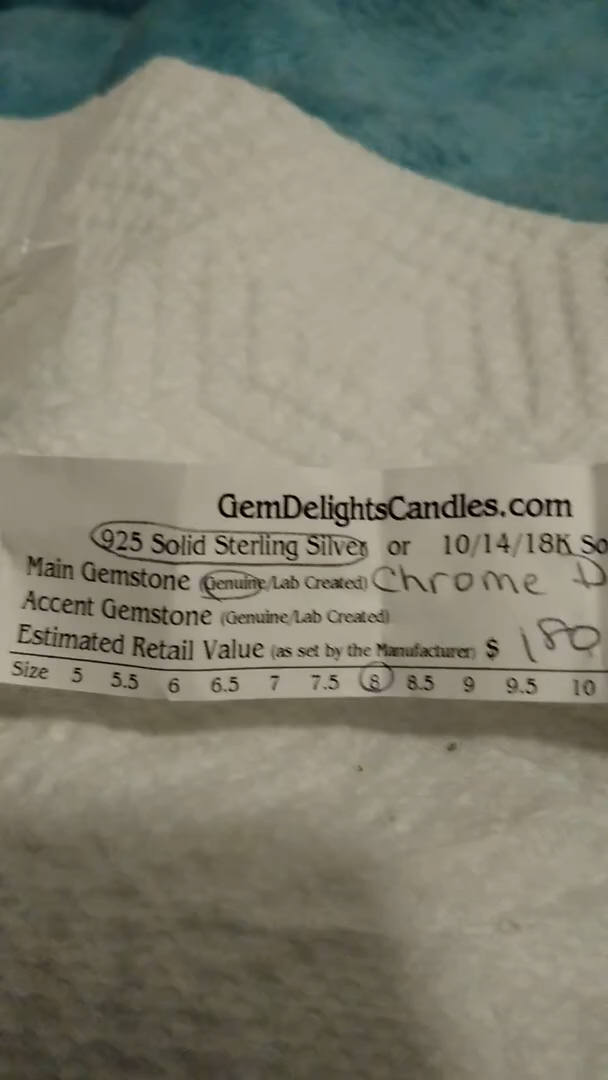 GemDelightsCandles.com
925 Solid Sterling Silver or 10/14/18K So
Main Gemstone (Genuine/Lab Created) Chrome D
Accent Gemstone (Genuine/Lab Created)
Estimated Retail Value (as set by the Manufacturer) $ 180
Size 5 5.5 6 6.5 7 7.5 8 8.5 9 9.5 10